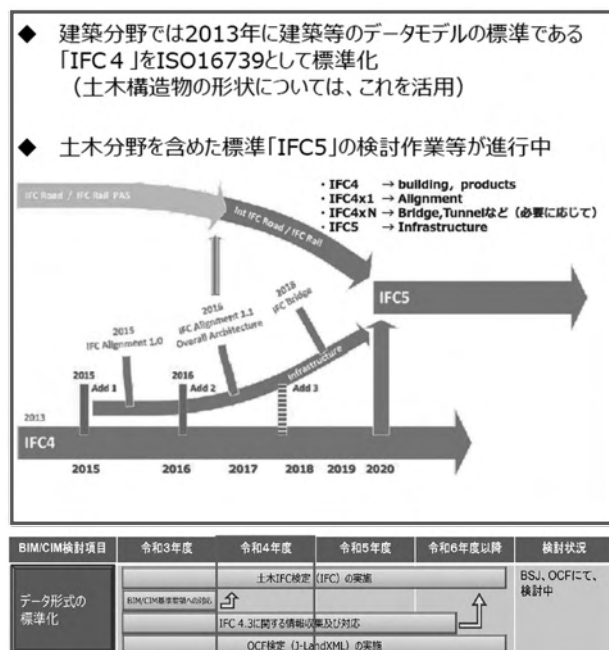 ◆ 建築分野では2013年に建築等のデータモデルの標準である
「IFC4」をISO16739として標準化
（土木構造物の形状については、これを活用）
◆ 土木分野を含めた標準「IFC5」の検討作業等が進行中
・IFC4 → building, products
・IFC4x1 → Alignment
・IFC4xN → Bridge,Tunnelなど（必要に応じて）
・IFC5 → Infrastructure
IFC Road / IFC Rail PAS
Int IFC Road / IFC Rail
IFC5
2015
IFC Alignment 1.0
2016
IFC Alignment 1.1
Overall Architecture
2018
IFC Bridge
Infrastructure
2015
Add 1
2016
Add 2
Add 3
2013
IFC4
2015 2016 2017 2018 2019 2020
BIM/CIM検討項目 令和3年度 令和4年度 令和5年度 令和6年度以降 検討状況
データ形式の
標準化
土木IFC検定（IFC）の実施
BIM/CIM基準要領への対応
IFC 4.3に関する情報収集及び対応
OCF検定（J-LandXML）の実施
BSJ、OCFにて、
検討中